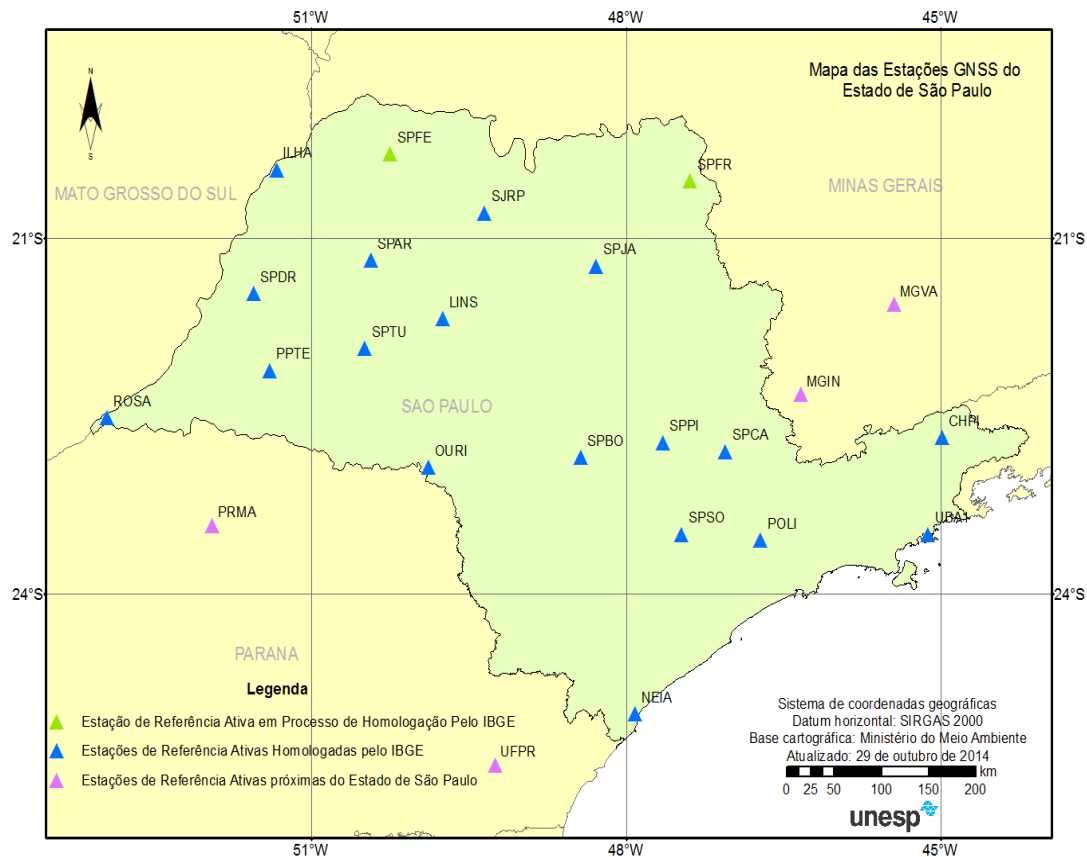 51°W
48°W
45°W
Mapa das Estações GNSS do
Estado de São Paulo
N
S
SPFE
ILHA
SPFR
MATO GROSSO DO SUL
MINAS GERAIS
SJRP
21°S
21°S
SPAR
SPJA
SPDR
MGVA
LINS
SPTU
PPTE
MGIN
ROSA
SAO PAULO
CHPI
SPPI
SPCA
SPBO
OURI
PRMA
SPSO
POLI
UBA1
24°S
24°S
PARANA
Legenda
NEIA
Estação de Referência Ativa em Processo de Homologação Pelo IBGE
Estações de Referência Ativas Homologadas pelo IBGE
Estações de Referência Ativas próximas do Estado de São Paulo
UFPR
Sistema de coordenadas geográficas
Datum horizontal: SIRGAS 2000
Base cartográfica: Ministério do Meio Ambiente
Atualizado: 29 de outubro de 2014
km
0 25 50 100 150 200
unesp
51°W
48°W
45°W